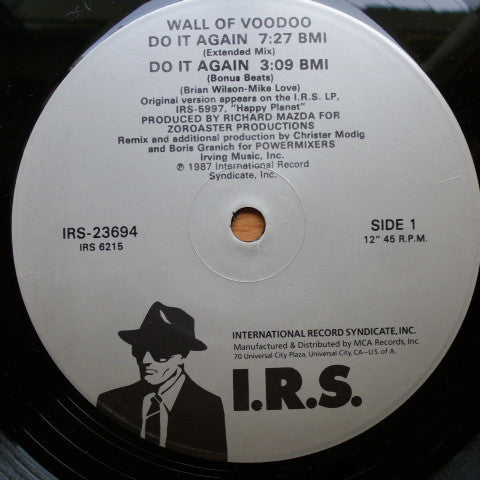 WALL OF VOODOO
DO IT AGAIN 7:27 BMI
(Extended Mix)
DO IT AGAIN 3:09 BMI
(Bonus Beats)
(Brian Wilson-Mike Love)
Original version appears on the I.R.S. LP,
IRS-5997, "Happy Planet"
PRODUCED BY RICHARD MAZDA FOR
ZOROASTER PRODUCTIONS
Remix and additional production by Christer Modig
and Boris Granich for POWERMIXERS
Irving Music, Inc.
℗ 1987 International Record
Syndicate, Inc.
IRS-23694
IRS 6215
SIDE 1
12" 45 R.P.M.
INTERNATIONAL RECORD SYNDICATE, INC.
Manufactured & Distributed by MCA Records, Inc.
70 Universal City Plaza, Universal City, CA-U.S. of A.
I.R.S.